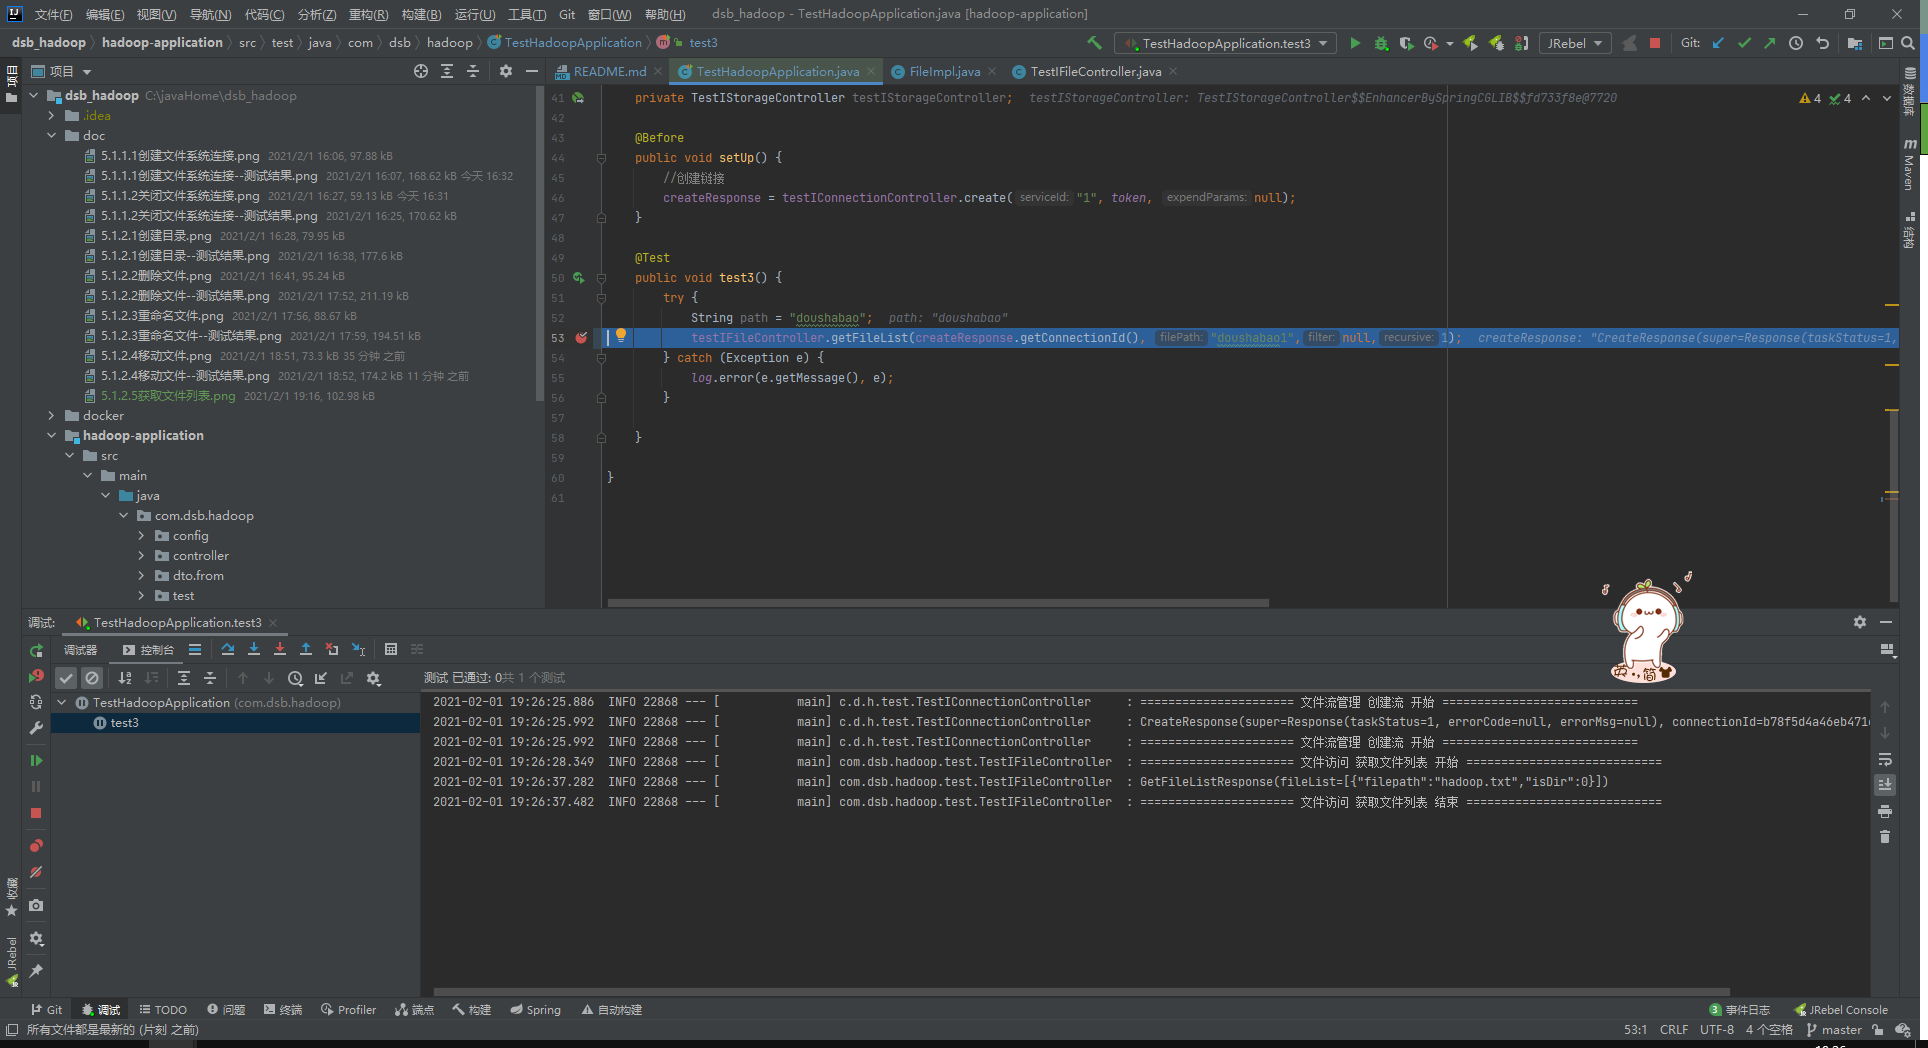 文件(F) 编辑(E) 视图(V) 导航(N) 代码(C) 分析(Z) 重构(R) 构建(B) 运行(U) 工具(T) Git 窗口(W) 帮助(H) dsb_hadoop - TestHadoopApplication.java [hadoop-application]
dsb_hadoop hadoop-application src test java com dsb hadoop TestHadoopApplication test3 TestHadoopApplication.test3 JRebel Git:
项目
项目
README.md TestHadoopApplication.java FileImpl.java TestIFileController.java
dsb_hadoop C:\javaHome\dsb_hadoop
.idea
doc
5.1.1.1创建文件系统连接.png 2021/2/1 16:06, 97.88 kB
5.1.1.1创建文件系统连接--测试结果.png 2021/2/1 16:07, 168.62 kB 今天 16:32
5.1.1.2关闭文件系统连接.png 2021/2/1 16:27, 59.13 kB 今天 16:31
5.1.1.2关闭文件系统连接--测试结果.png 2021/2/1 16:25, 170.62 kB
5.1.2.1创建目录.png 2021/2/1 16:28, 79.95 kB
5.1.2.1创建目录--测试结果.png 2021/2/1 16:38, 177.6 kB
5.1.2.2删除文件.png 2021/2/1 16:41, 95.24 kB
5.1.2.2删除文件--测试结果.png 2021/2/1 17:52, 211.19 kB
5.1.2.3重命名文件.png 2021/2/1 17:56, 88.67 kB
5.1.2.3重命名文件--测试结果.png 2021/2/1 17:59, 194.51 kB
5.1.2.4移动文件.png 2021/2/1 18:51, 73.3 kB 35 分钟 之前
5.1.2.4移动文件--测试结果.png 2021/2/1 18:52, 174.2 kB 11 分钟 之前
5.1.2.5获取文件列表.png 2021/2/1 19:16, 102.98 kB
docker
hadoop-application
src
main
java
com.dsb.hadoop
config
controller
dto.from
test
41 private TestIStorageController testIStorageController; testIStorageController: TestIStorageController$$EnhancerBySpringCGLIB$$fd733f8e@7720
4 4
42
43 @Before
44 public void setUp() {
45 //创建链接
46 createResponse = testIConnectionController.create( serviceId: "1", token, expendParams: null);
47 }
48
49 @Test
50 public void test3() {
51 try {
52 String path = "doushabao"; path: "doushabao"
53 testIFileController.getFileList(createResponse.getConnectionId(), filePath: "doushabao1", filter: null, recursive: 1); createResponse: "CreateResponse(super=Response(taskStatus=1,
54 } catch (Exception e) {
55 log.error(e.getMessage(), e);
56 }
57
58 }
59
60 }
61
数据库
Maven
结构
英 ·, 简
调试: TestHadoopApplication.test3
调试器 控制台
测试 已通过: 0共 1 个测试
TestHadoopApplication (com.dsb.hadoop)
test3
2021-02-01 19:26:25.886 INFO 22868 --- [ main] c.d.h.test.TestIConnectionController : ====================== 文件流管理 创建流 开始 ============================
2021-02-01 19:26:25.992 INFO 22868 --- [ main] c.d.h.test.TestIConnectionController : CreateResponse(super=Response(taskStatus=1, errorCode=null, errorMsg=null), connectionId=b78f5d4a46eb471
2021-02-01 19:26:25.992 INFO 22868 --- [ main] c.d.h.test.TestIConnectionController : ====================== 文件流管理 创建流 开始 ============================
2021-02-01 19:26:28.349 INFO 22868 --- [ main] com.dsb.hadoop.test.TestIFileController : ====================== 文件访问 获取文件列表 开始 ============================
2021-02-01 19:26:37.282 INFO 22868 --- [ main] com.dsb.hadoop.test.TestIFileController : GetFileListResponse(fileList=[{"filepath":"hadoop.txt","isDir":0}])
2021-02-01 19:26:37.482 INFO 22868 --- [ main] com.dsb.hadoop.test.TestIFileController : ====================== 文件访问 获取文件列表 结束 ============================
收藏
JRebel
Git 调试 TODO 问题 终端 Profiler 端点 构建 Spring 自动构建 3 事件日志 JRebel Console
所有文件都是最新的 (片刻 之前) 53:1 CRLF UTF-8 4 个空格 master